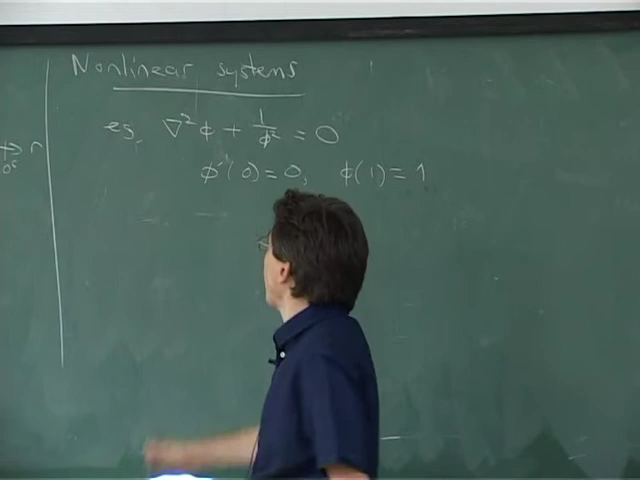 Nonlinear systems
eg. ∇²φ + 1/φ² = 0
φ'(0) = 0, φ(1) = 1
r